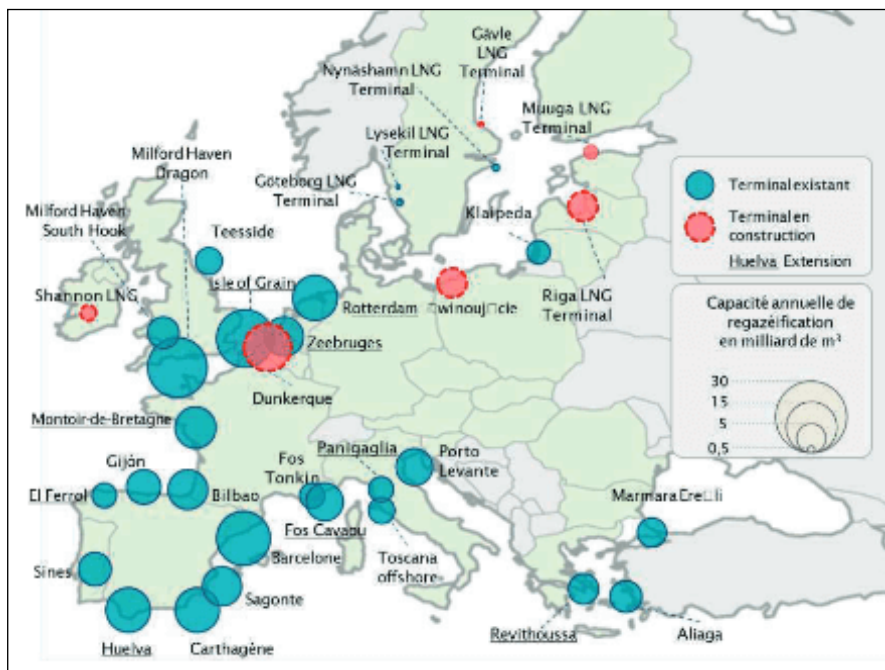 Gävle
LNG
Terminal
Nynäshamn LNG
Terminal
Muuga LNG
Terminal
Lysekil LNG
Terminal
Milford Haven
Dragon
Göteborg LNG
Terminal
Klaipeda
Milford Haven
South Hook
Teesside
Isle of Grain
Shannon LNG
Rotterdam
Riga LNG
Terminal
Zeebruges
Dunkerque
Montoir-de-Bretagne
Gijón
Fos
Tonkin
Panigaglia
Porto
Levante
El Ferrol
Bilbao
Fos Cavaou
Marmara
Barcelone
Toscana
offshore
Sines
Sagonte
Huelva
Carthagène
Revithoussa
Aliaga
Terminal existant
Terminal en
construction
Huelva Extension
Capacité annuelle de
regazéification
en milliard de m³
30
15
5
0,5